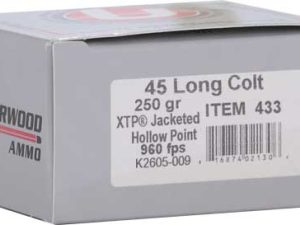 RWOOD
AMMO
45 Long Colt
250 gr
ITEM 433
XTP® Jacketed
Hollow Point
960 fps
K2605-009